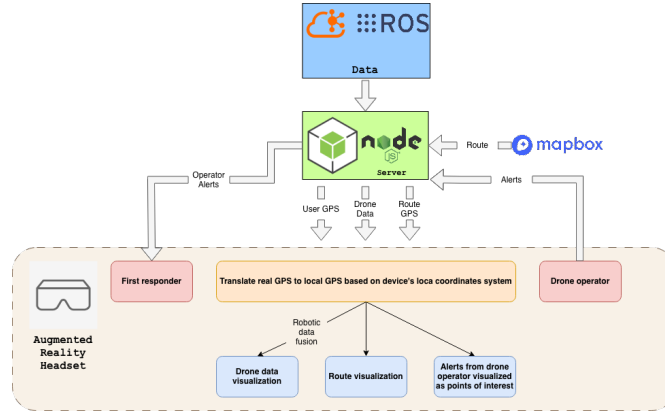 ROS
Data
node
JS
Server
Route
mapbox
Operator
Alerts
Alerts
User GPS
Drone
Data
Route
GPS
First responder
Translate real GPS to local GPS based on device's loca coordinates system
Drone operator
Augmented
Reality
Headset
Robotic
data
fusion
Drone data
visualization
Route visualization
Alerts from drone
operator visualized
as points of interest